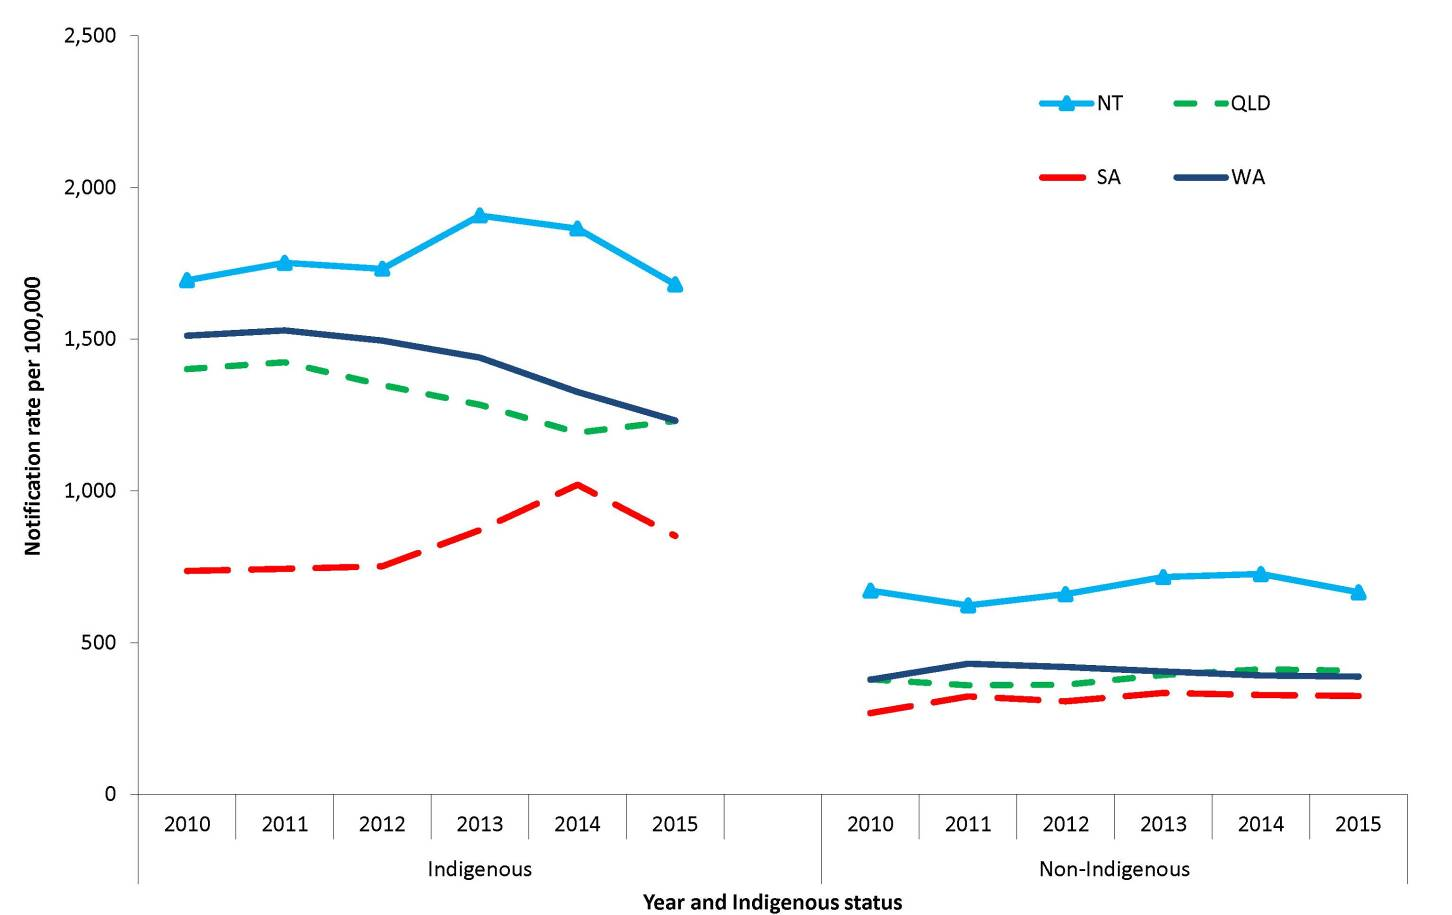 2,500
2,000
1,500
1,000
500
0
Notification rate per 100,000
NT QLD
SA WA
2010 2011 2012 2013 2014 2015 2010 2011 2012 2013 2014 2015
Indigenous Non-Indigenous
Year and Indigenous status